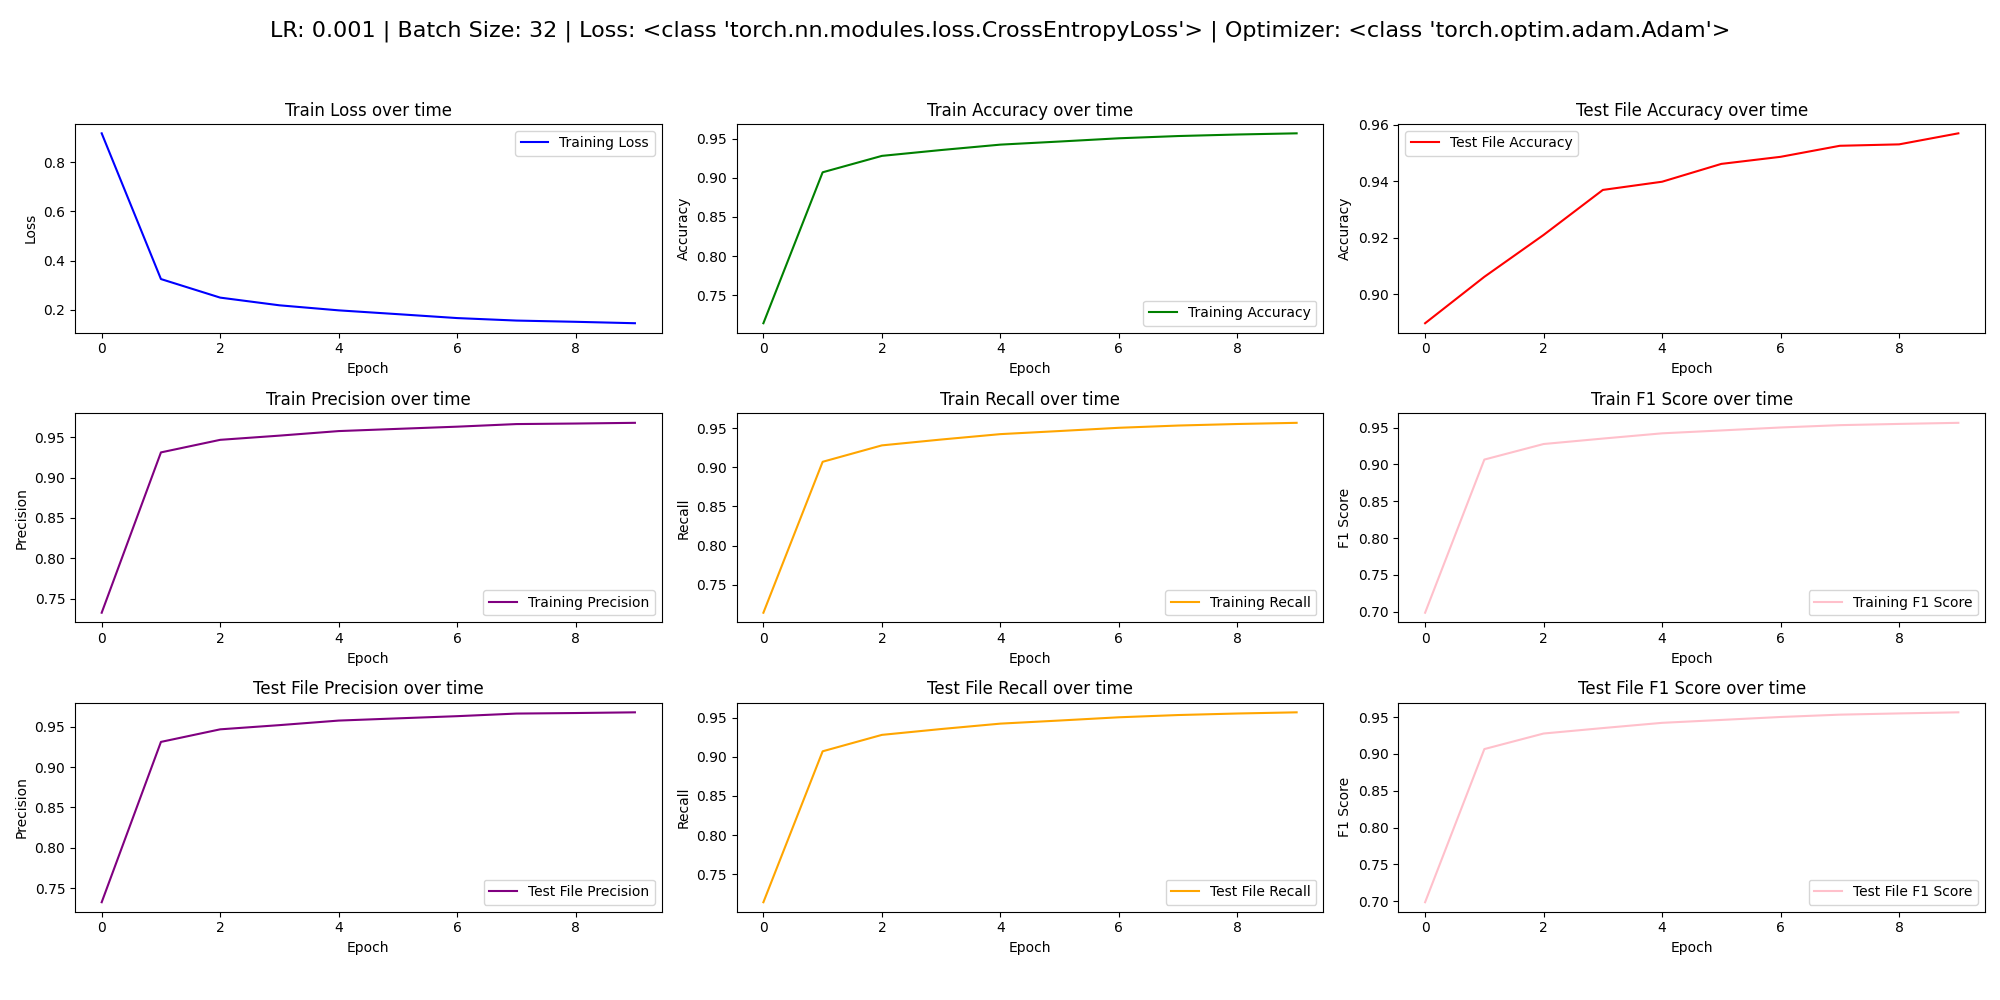 LR: 0.001 | Batch Size: 32 | Loss: <class 'torch.nn.modules.loss.CrossEntropyLoss'> | Optimizer: <class 'torch.optim.adam.Adam'>
Train Loss over time
Training Loss
Loss
0.8
0.6
0.4
0.2
0 2 4 6 8
Epoch
Train Accuracy over time
Training Accuracy
Accuracy
0.95
0.90
0.85
0.80
0.75
0 2 4 6 8
Epoch
Test File Accuracy over time
Test File Accuracy
Accuracy
0.96
0.94
0.92
0.90
0 2 4 6 8
Epoch
Train Precision over time
Training Precision
Precision
0.95
0.90
0.85
0.80
0.75
0 2 4 6 8
Epoch
Train Recall over time
Training Recall
Recall
0.95
0.90
0.85
0.80
0.75
0 2 4 6 8
Epoch
Train F1 Score over time
Training F1 Score
F1 Score
0.95
0.90
0.85
0.80
0.75
0.70
0 2 4 6 8
Epoch
Test File Precision over time
Test File Precision
Precision
0.95
0.90
0.85
0.80
0.75
0 2 4 6 8
Epoch
Test File Recall over time
Test File Recall
Recall
0.95
0.90
0.85
0.80
0.75
0 2 4 6 8
Epoch
Test File F1 Score over time
Test File F1 Score
F1 Score
0.95
0.90
0.85
0.80
0.75
0.70
0 2 4 6 8
Epoch